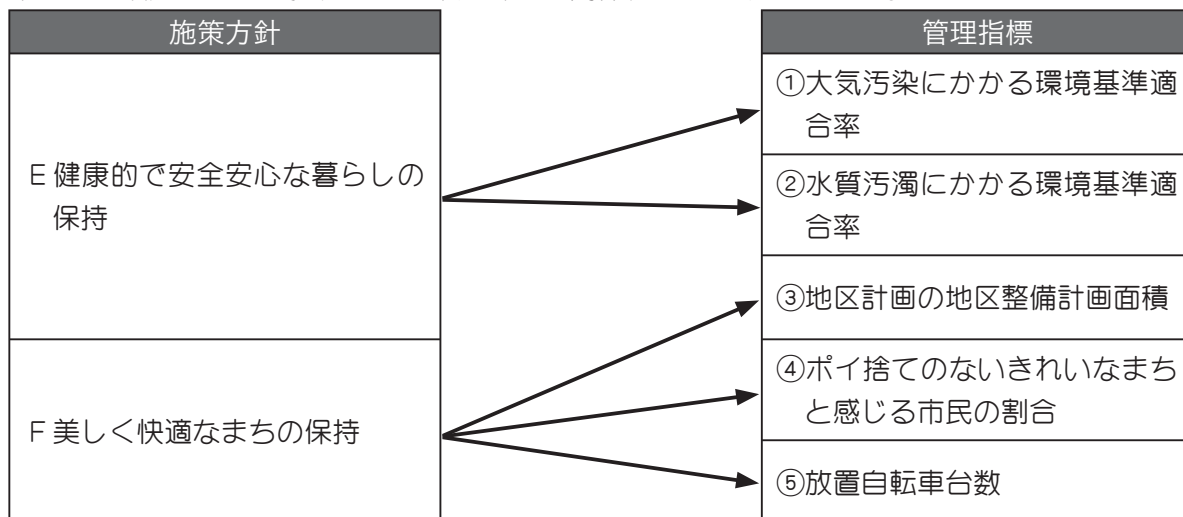 施策方針
E 健康的で安全安心な暮らしの
保持
F 美しく快適なまちの保持
管理指標
①大気汚染にかかる環境基準適
合率
②水質汚濁にかかる環境基準適
合率
③地区計画の地区整備計画面積
④ポイ捨てのないきれいなまち
と感じる市民の割合
⑤放置自転車台数